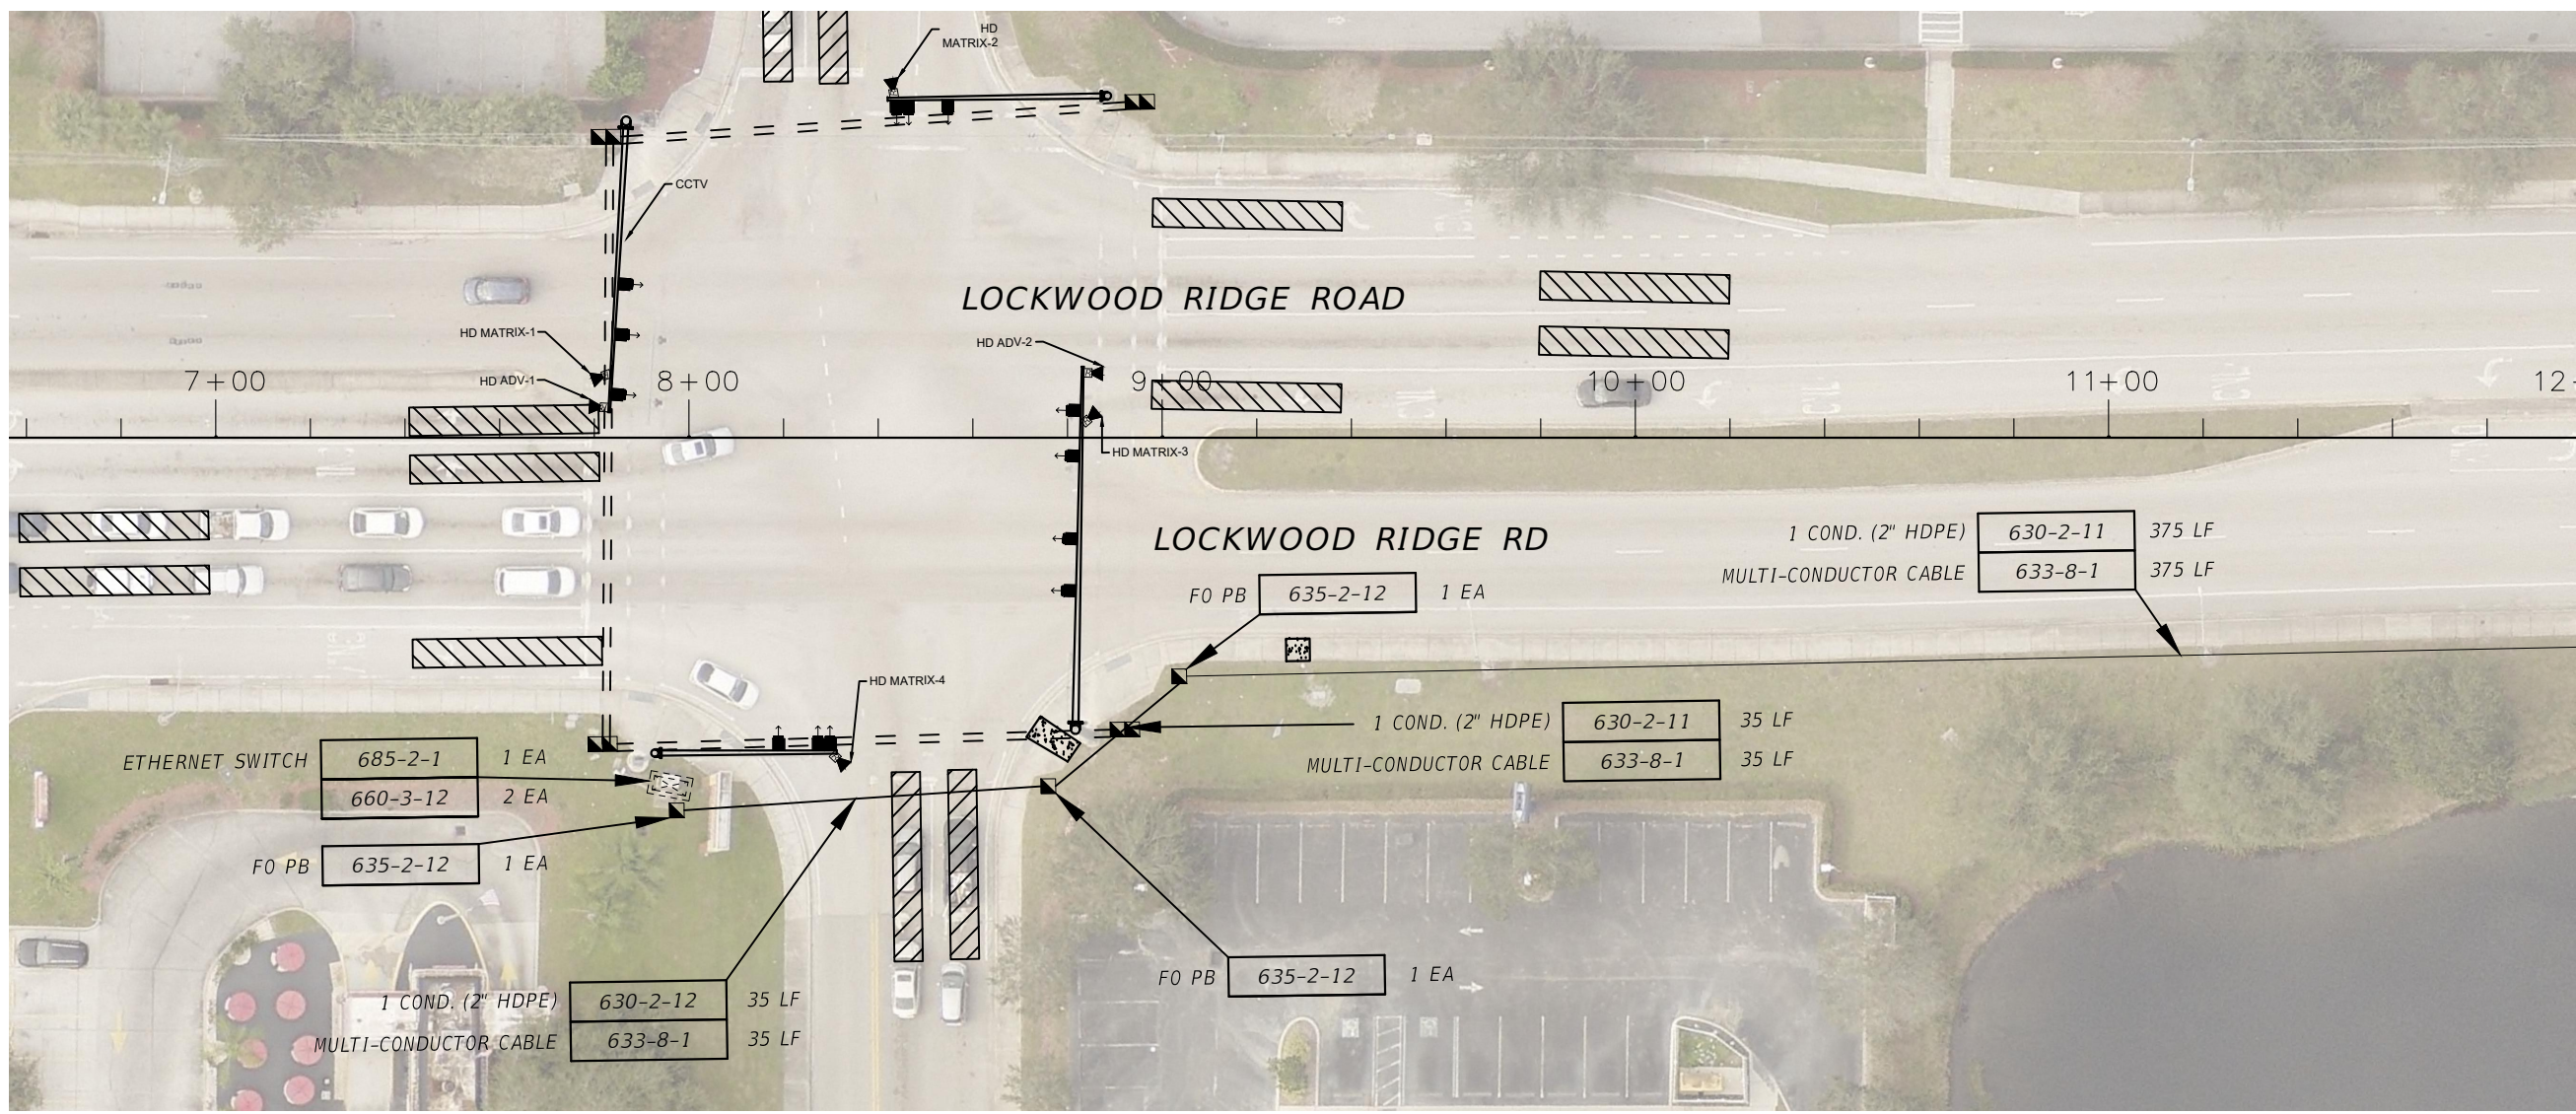 HD
MATRIX-2
CCTV
LOCKWOOD RIDGE ROAD
HD MATRIX-1
HD ADV-2
HD ADV-1
7+00
8+00
9+00
10+00
11+00
HD MATRIX-3
LOCKWOOD RIDGE RD
1 COND. (2" HDPE) 630-2-11 375 LF
MULTI-CONDUCTOR CABLE 633-8-1 375 LF
FO PB 635-2-12 1 EA
HD MATRIX-4
1 COND. (2" HDPE) 630-2-11 35 LF
MULTI-CONDUCTOR CABLE 633-8-1 35 LF
ETHERNET SWITCH 685-2-1 1 EA
660-3-12 2 EA
FO PB 635-2-12 1 EA
FO PB 635-2-12 1 EA
1 COND. (2" HDPE) 630-2-12 35 LF
MULTI-CONDUCTOR CABLE 633-8-1 35 LF